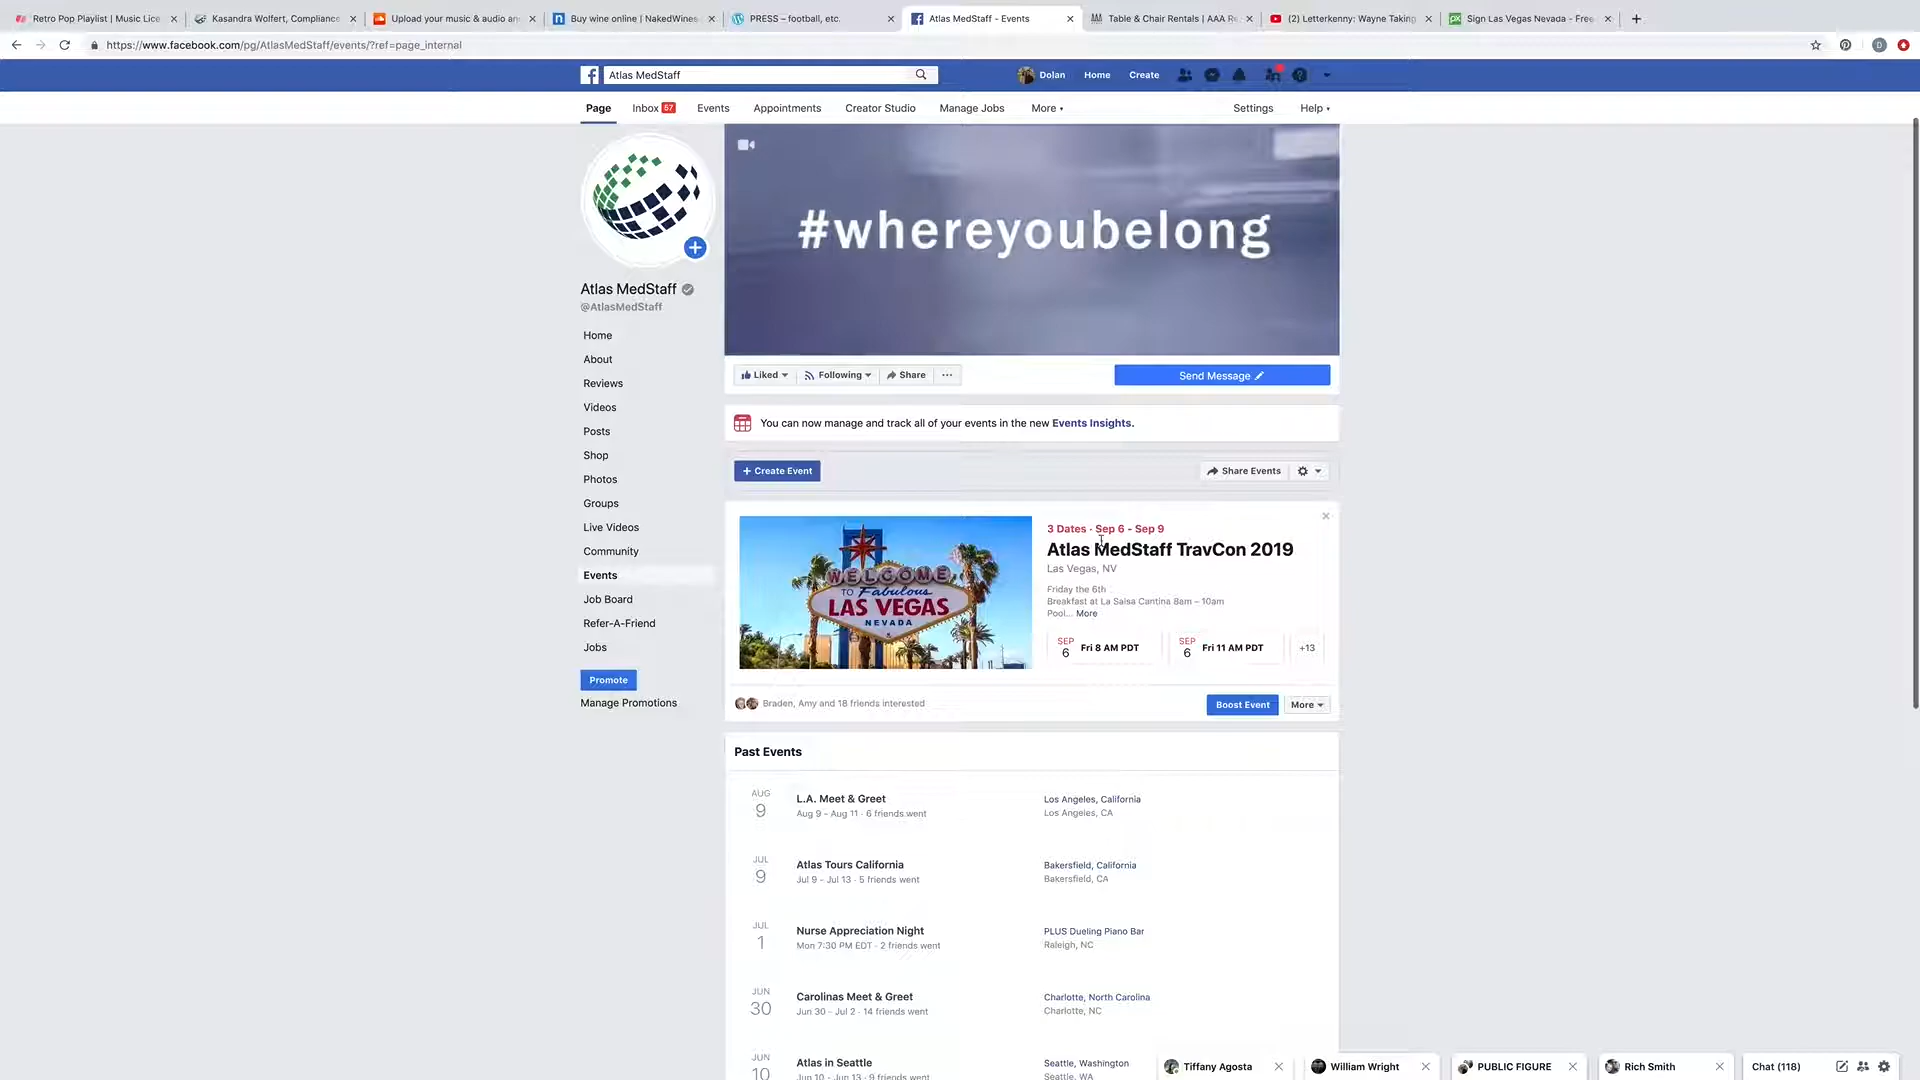 Retro Pop Playlist | Music Lice
Kasandra Wolfert, Compliance
Upload your music & audio an
Buy wine online | NakedWines
PRESS – football, etc.
Atlas MedStaff - Events
Table & Chair Rentals | AAA R
(2) Letterkenny: Wayne Taking
Sign Las Vegas Nevada - Free
https://www.facebook.com/pg/AtlasMedStaff/events/?ref=page_internal
Atlas MedStaff
Dolan
Home
Create
Page
Inbox 57
Events
Appointments
Creator Studio
Manage Jobs
More
Settings
Help
#whereyoubelong
Atlas MedStaff
@AtlasMedStaff
Home
About
Reviews
Videos
Posts
Shop
Photos
Groups
Live Videos
Community
Events
Job Board
Refer-A-Friend
Jobs
Promote
Manage Promotions
Liked
Following
Share
Send Message
You can now manage and track all of your events in the new Events Insights.
+ Create Event
Share Events
WELCOME
TO Fabulous
LAS VEGAS
NEVADA
3 Dates · Sep 6 - Sep 9
Atlas MedStaff TravCon 2019
Las Vegas, NV
Friday the 6th
Breakfast at La Salsa Cantina 8am – 10am
Pool... More
SEP 6 Fri 8 AM PDT
SEP 6 Fri 11 AM PDT
+13
Braden, Amy and 18 friends interested
Boost Event
More
Past Events
AUG 9
L.A. Meet & Greet
Aug 9 - Aug 11 · 6 friends went
Los Angeles, California
Los Angeles, CA
JUL 9
Atlas Tours California
Jul 9 - Jul 13 · 5 friends went
Bakersfield, California
Bakersfield, CA
JUL 1
Nurse Appreciation Night
Mon 7:30 PM EDT · 2 friends went
PLUS Dueling Piano Bar
Raleigh, NC
JUN 30
Carolinas Meet & Greet
Jun 30 - Jul 2 · 14 friends went
Charlotte, North Carolina
Charlotte, NC
JUN 10
Atlas in Seattle
Jun 10 - Jun 13 · 9 friends went
Seattle, Washington
Seattle, WA
Tiffany Agosta
William Wright
PUBLIC FIGURE
Rich Smith
Chat (118)